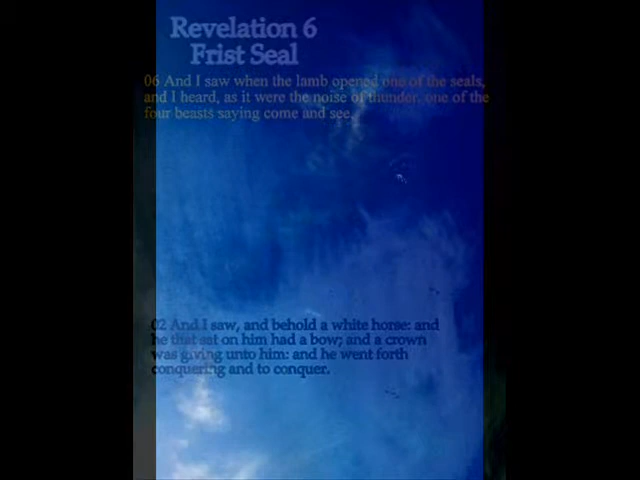 Revelation 6
Frist Seal
06 And I saw when the lamb opened one of the seals,
and I heard, as it were the noise of thunder, one of the
four beasts saying come and see.
02 And I saw, and behold a white horse: and
he that sat on him had a bow; and a crown
was giving unto him: and he went forth
conquering and to conquer.